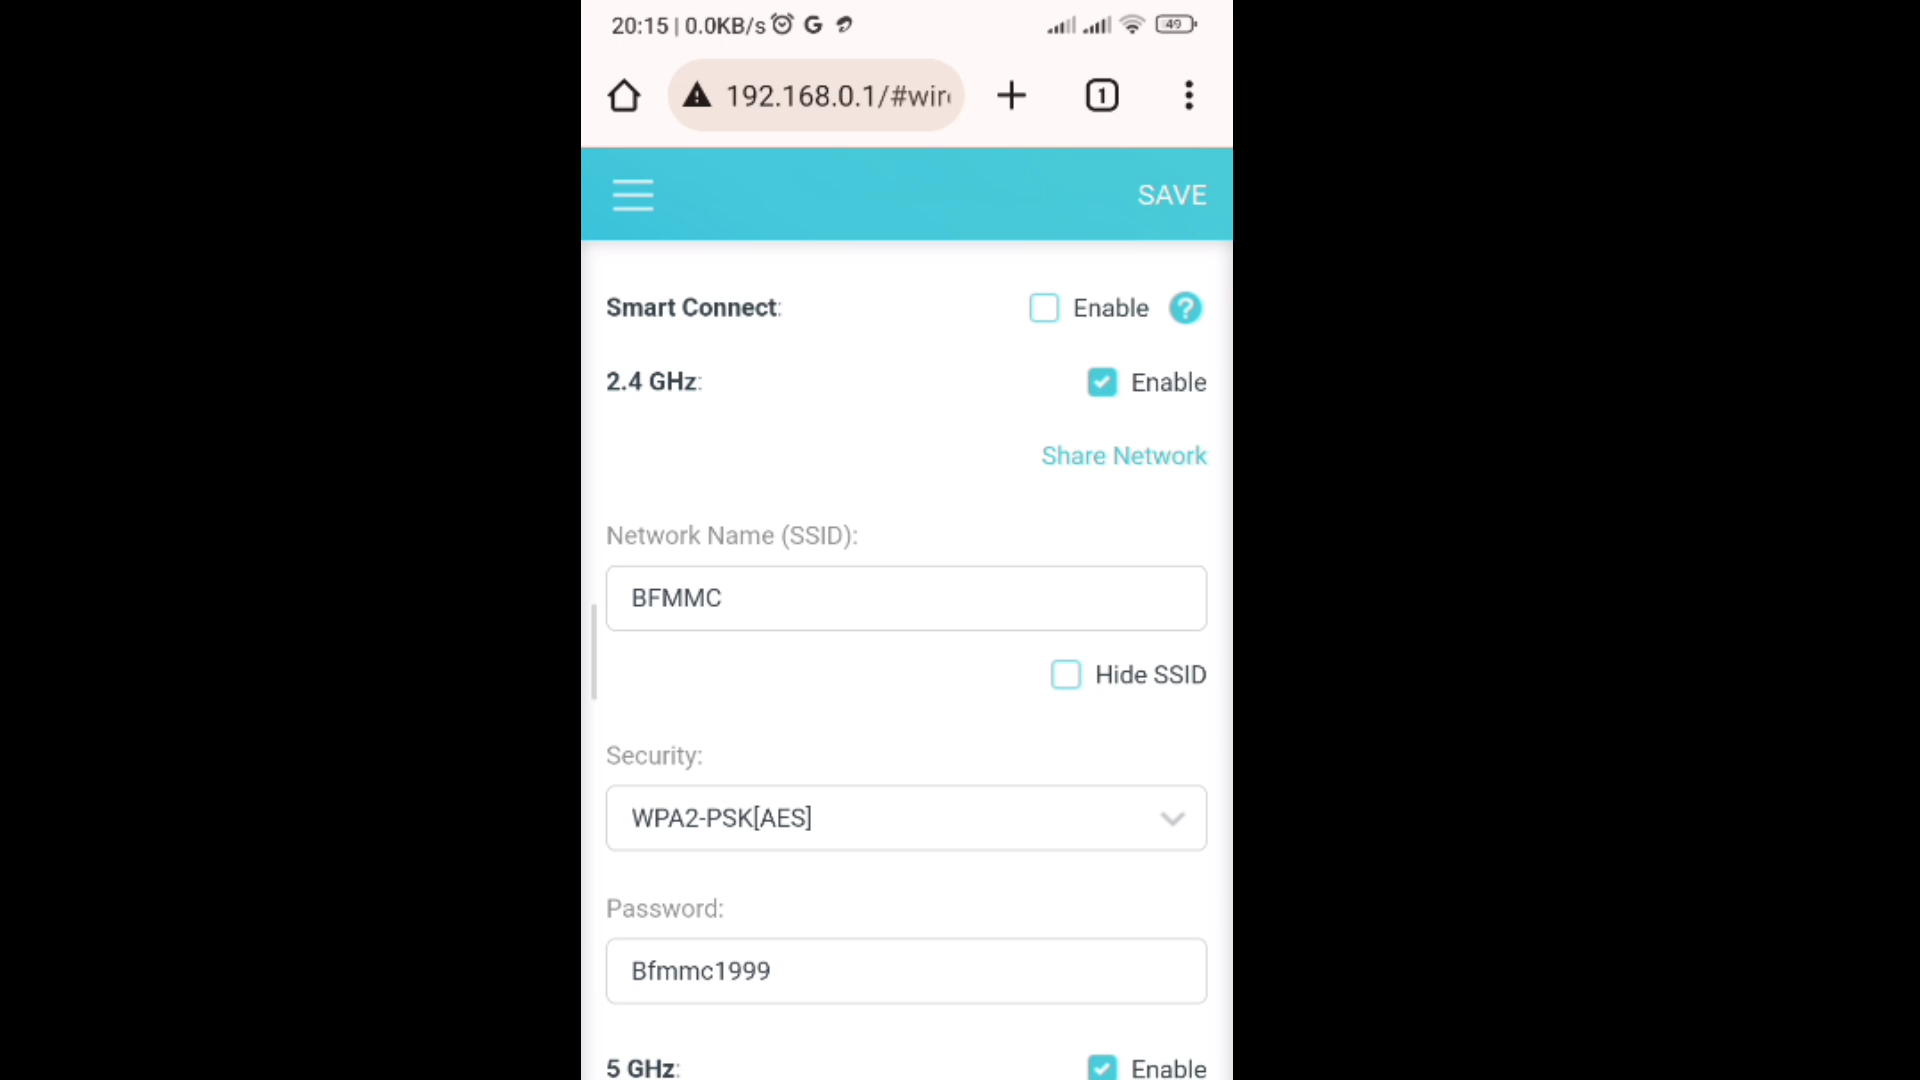 20:15 | 0.0KB/s G 49
192.168.0.1/#wir
1
SAVE
Smart Connect: Enable ?
2.4 GHz: Enable
Share Network
Network Name (SSID):
BFMMC
Hide SSID
Security:
WPA2-PSK[AES]
Password:
Bfmmc1999
5 GHz: Enable